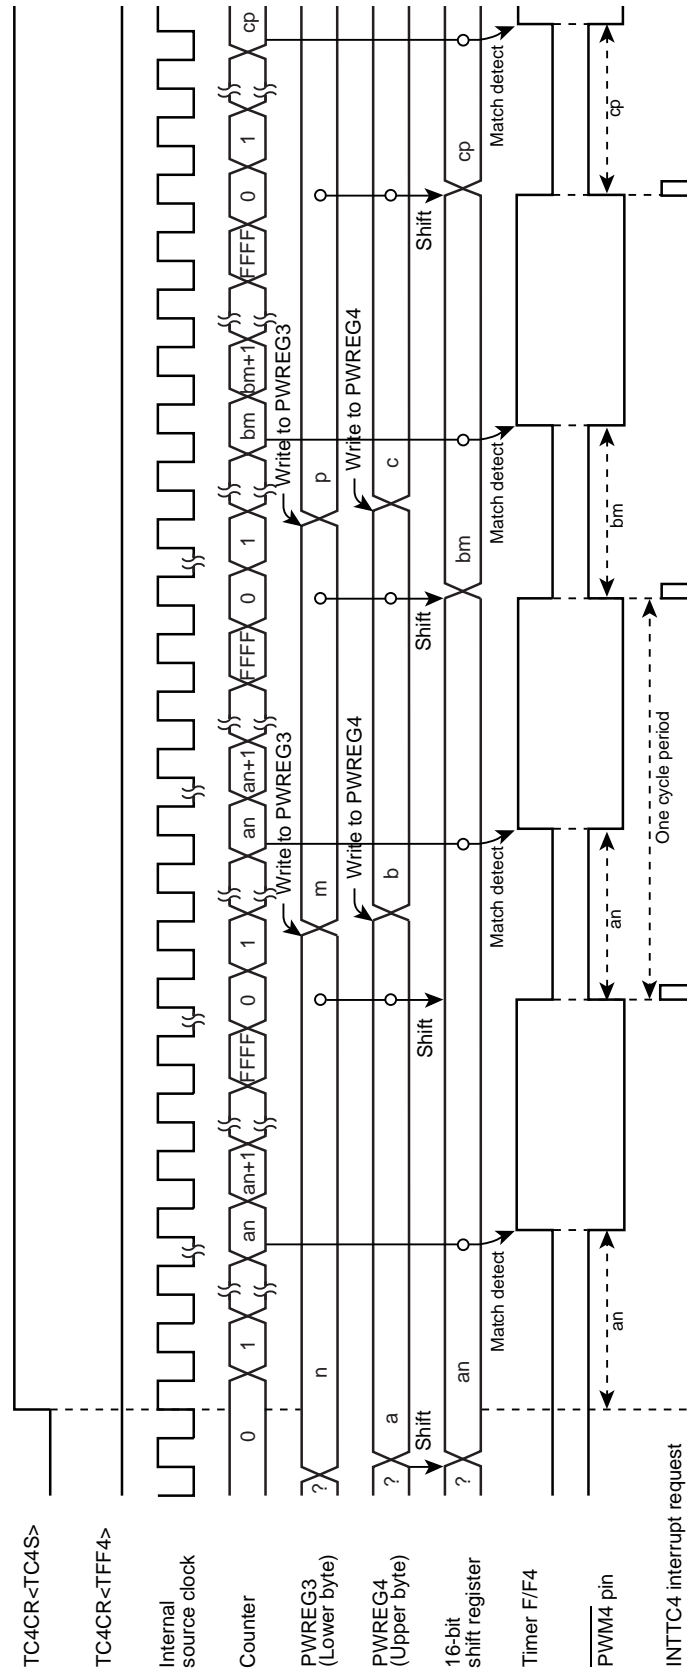 TC4CR<TC4S>
TC4CR<TFF4>
Internal
source clock
Counter
0
1
an
an+1
FFFF
0
1
an
an+1
FFFF
0
1
bm
bm+1
FFFF
0
1
cp
PWREG3
(Lower byte)
?
n
Write to PWREG3
m
Write to PWREG3
p
PWREG4
(Upper byte)
?
a
Write to PWREG4
b
Write to PWREG4
c
Shift
Shift
Shift
Shift
16-bit
shift register
?
an
bm
cp
Match detect
Match detect
Match detect
Match detect
Timer F/F4
PWM4 pin
an
an
bm
cp
One cycle period
INTTC4 interrupt request